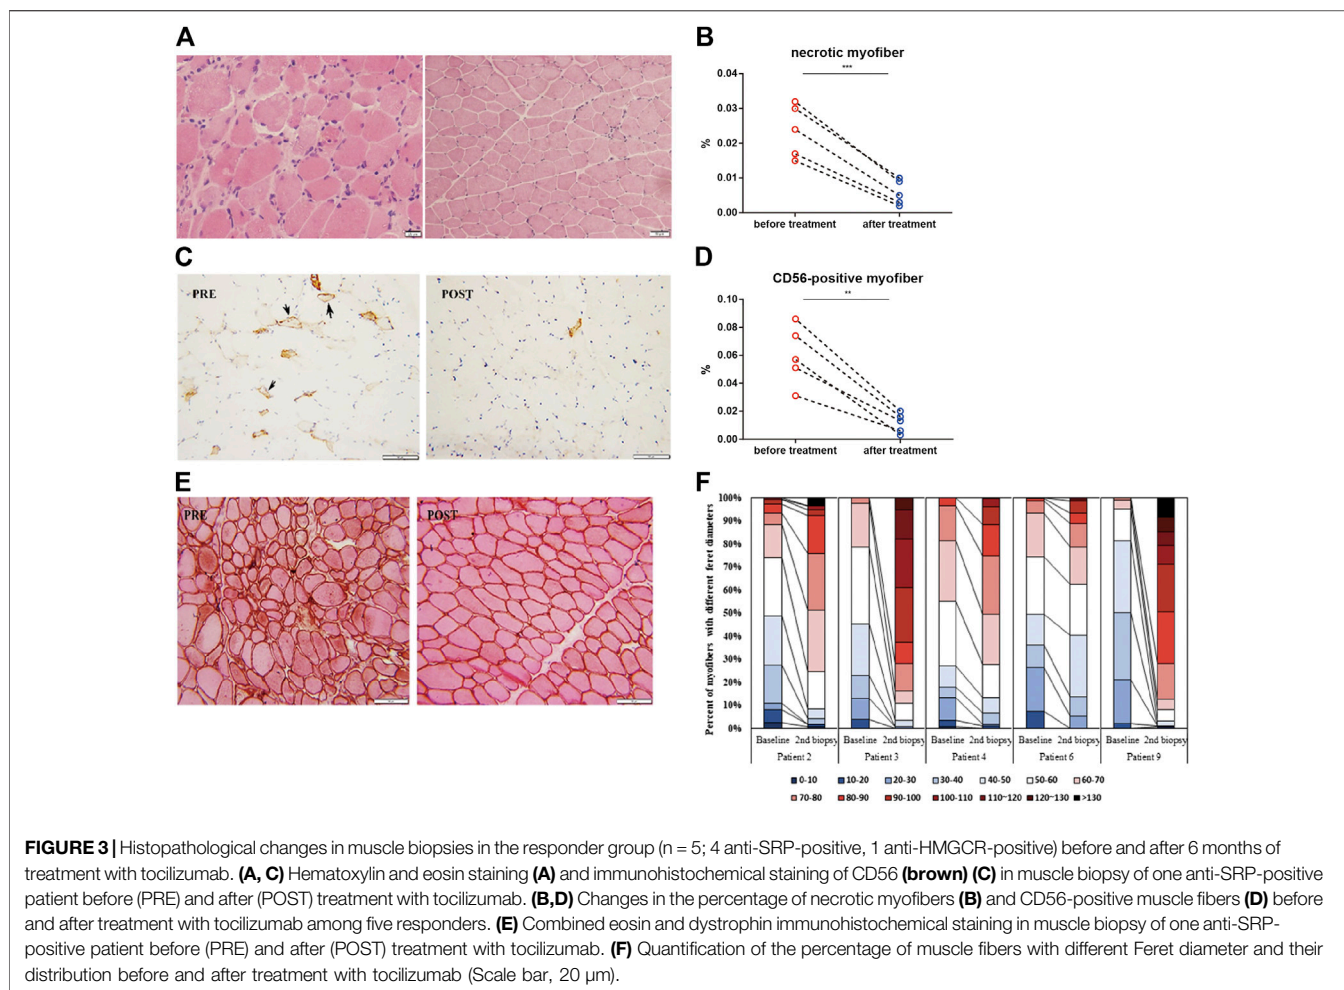 A
B
necrotic myofiber
***
0.04
0.03
0.02
0.01
0.00
%
before treatment
after treatment
C
PRE
POST
D
CD56-positive myofiber
**
0.10
0.08
0.06
0.04
0.02
0.00
%
before treatment
after treatment
E
PRE
POST
F
Percent of myofibers with different feret diameters
100%
90%
80%
70%
60%
50%
40%
30%
20%
10%
0%
Baseline 2nd biopsy Baseline 2nd biopsy Baseline 2nd biopsy Baseline 2nd biopsy Baseline 2nd biopsy
Patient 2 Patient 3 Patient 4 Patient 6 Patient 9
0-10 10-20 20-30 30-40 40-50 50-60 60-70
70-80 80-90 90-100 100-110 110~120 120~130 >130
FIGURE 3 | Histopathological changes in muscle biopsies in the responder group (n = 5; 4 anti-SRP-positive, 1 anti-HMGCR-positive) before and after 6 months of
treatment with tocilizumab. (A, C) Hematoxylin and eosin staining (A) and immunohistochemical staining of CD56 (brown) (C) in muscle biopsy of one anti-SRP-positive
patient before (PRE) and after (POST) treatment with tocilizumab. (B,D) Changes in the percentage of necrotic myofibers (B) and CD56-positive muscle fibers (D) before
and after treatment with tocilizumab among five responders. (E) Combined eosin and dystrophin immunohistochemical staining in muscle biopsy of one anti-SRP-
positive patient before (PRE) and after (POST) treatment with tocilizumab. (F) Quantification of the percentage of muscle fibers with different Feret diameter and their
distribution before and after treatment with tocilizumab (Scale bar, 20 μm).